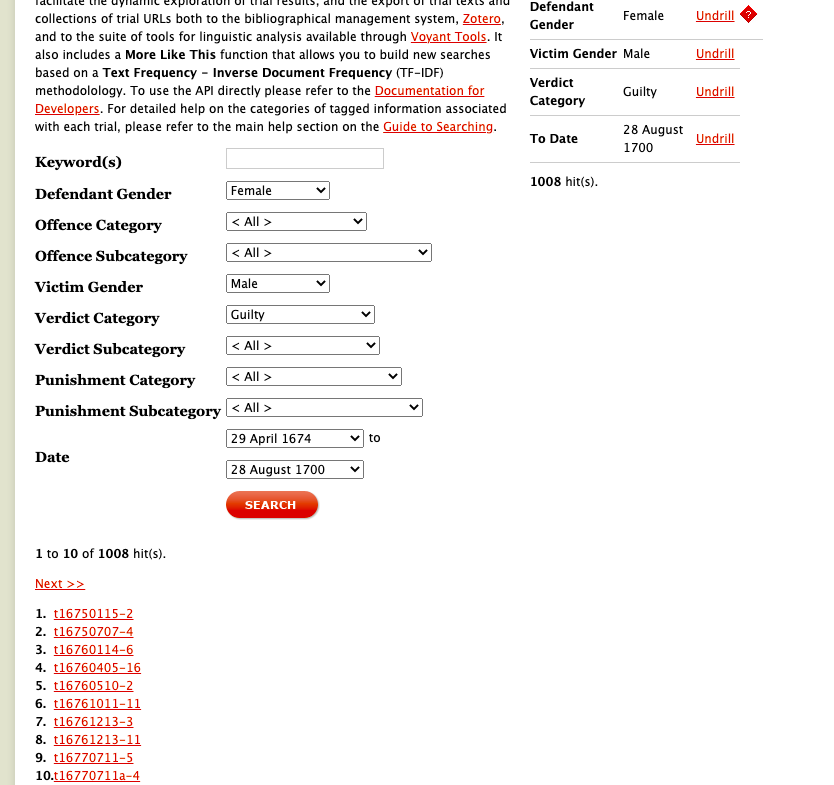 facilitate the dynamic exploration of trial results, and the export of trial texts and
collections of trial URLs both to the bibliographical management system, Zotero,
and to the suite of tools for linguistic analysis available through Voyant Tools. It
also includes a More Like This function that allows you to build new searches
based on a Text Frequency - Inverse Document Frequency (TF-IDF)
methodolology. To use the API directly please refer to the Documentation for
Developers. For detailed help on the categories of tagged information associated
with each trial, please refer to the main help section on the Guide to Searching.
Keyword(s)
Defendant Gender Female
Offence Category < All >
Offence Subcategory < All >
Victim Gender Male
Verdict Category Guilty
Verdict Subcategory < All >
Punishment Category < All >
Punishment Subcategory < All >
Date
29 April 1674 to
28 August 1700
SEARCH
1 to 10 of 1008 hit(s).
Next >>
1. t16750115-2
2. t16750707-4
3. t16760114-6
4. t16760405-16
5. t16760510-2
6. t16761011-11
7. t16761213-3
8. t16761213-11
9. t16770711-5
10.t16770711a-4
Defendant
Gender Female Undrill ?
Victim Gender Male Undrill
Verdict
Category Guilty Undrill
To Date 28 August
1700 Undrill
1008 hit(s).